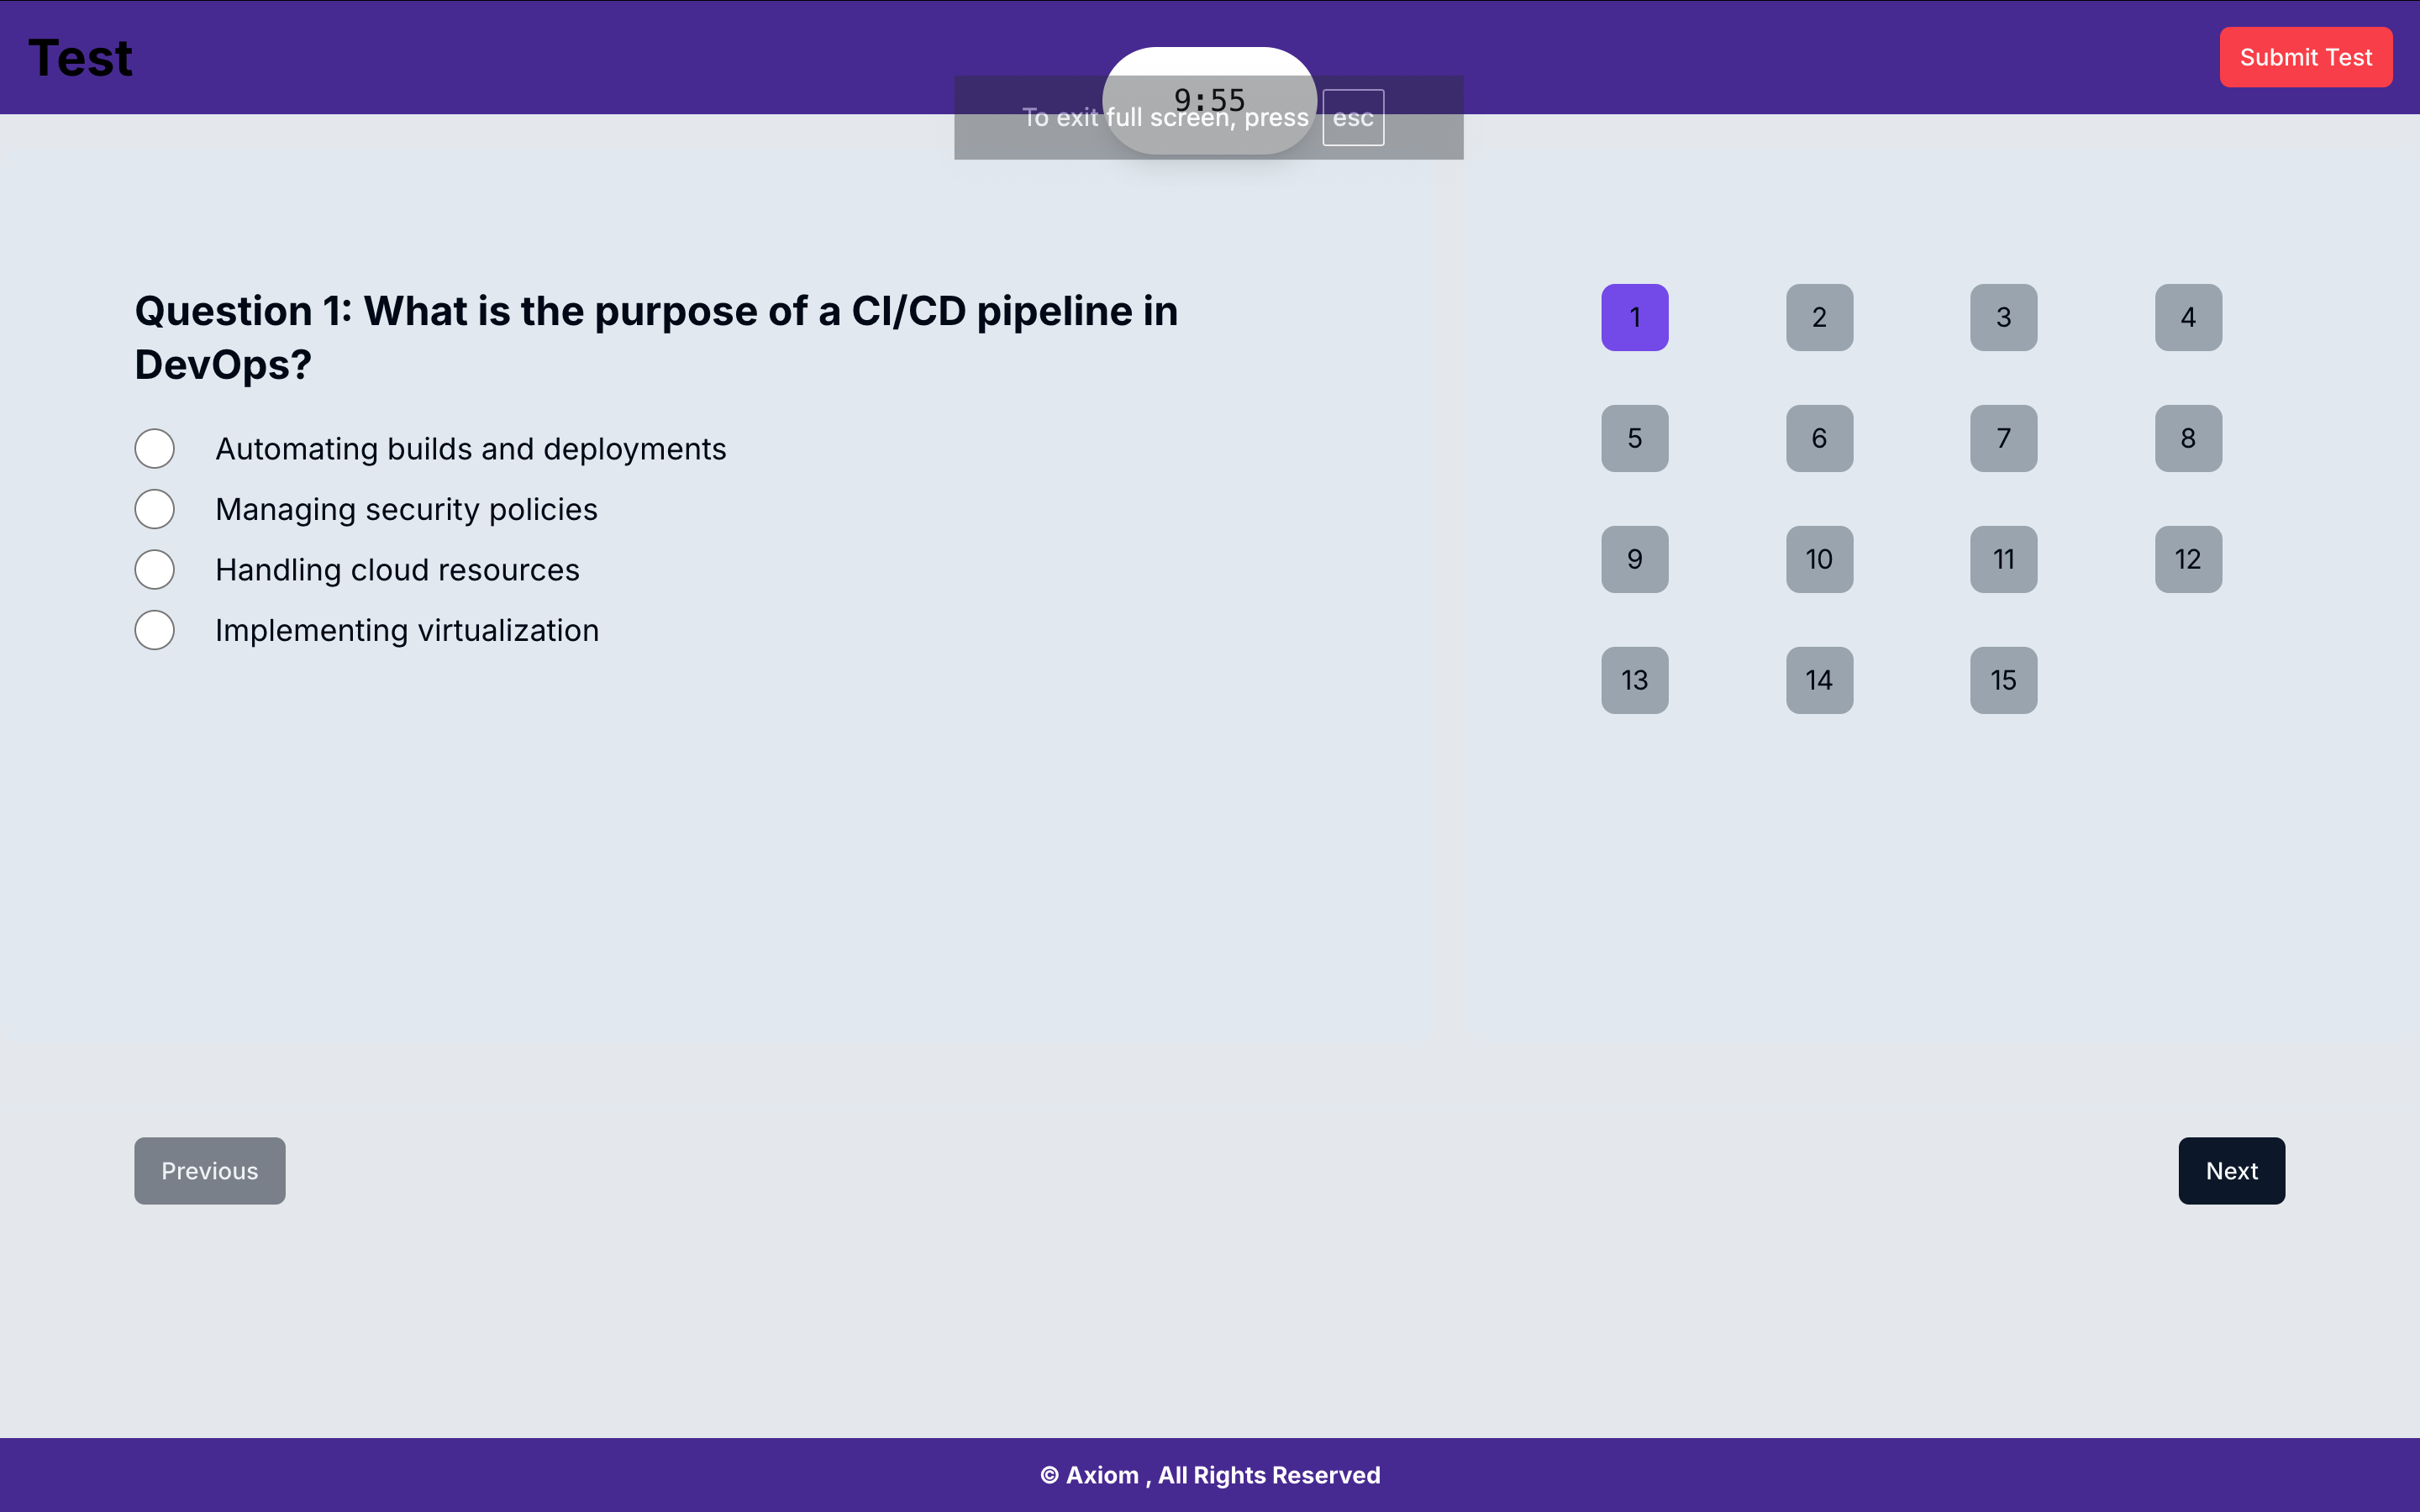 Test
Submit Test
9:55
To exit full screen, press esc
Question 1: What is the purpose of a CI/CD pipeline in
DevOps?
Automating builds and deployments
Managing security policies
Handling cloud resources
Implementing virtualization
1 2 3 4
5 6 7 8
9 10 11 12
13 14 15
Previous
Next
© Axiom , All Rights Reserved